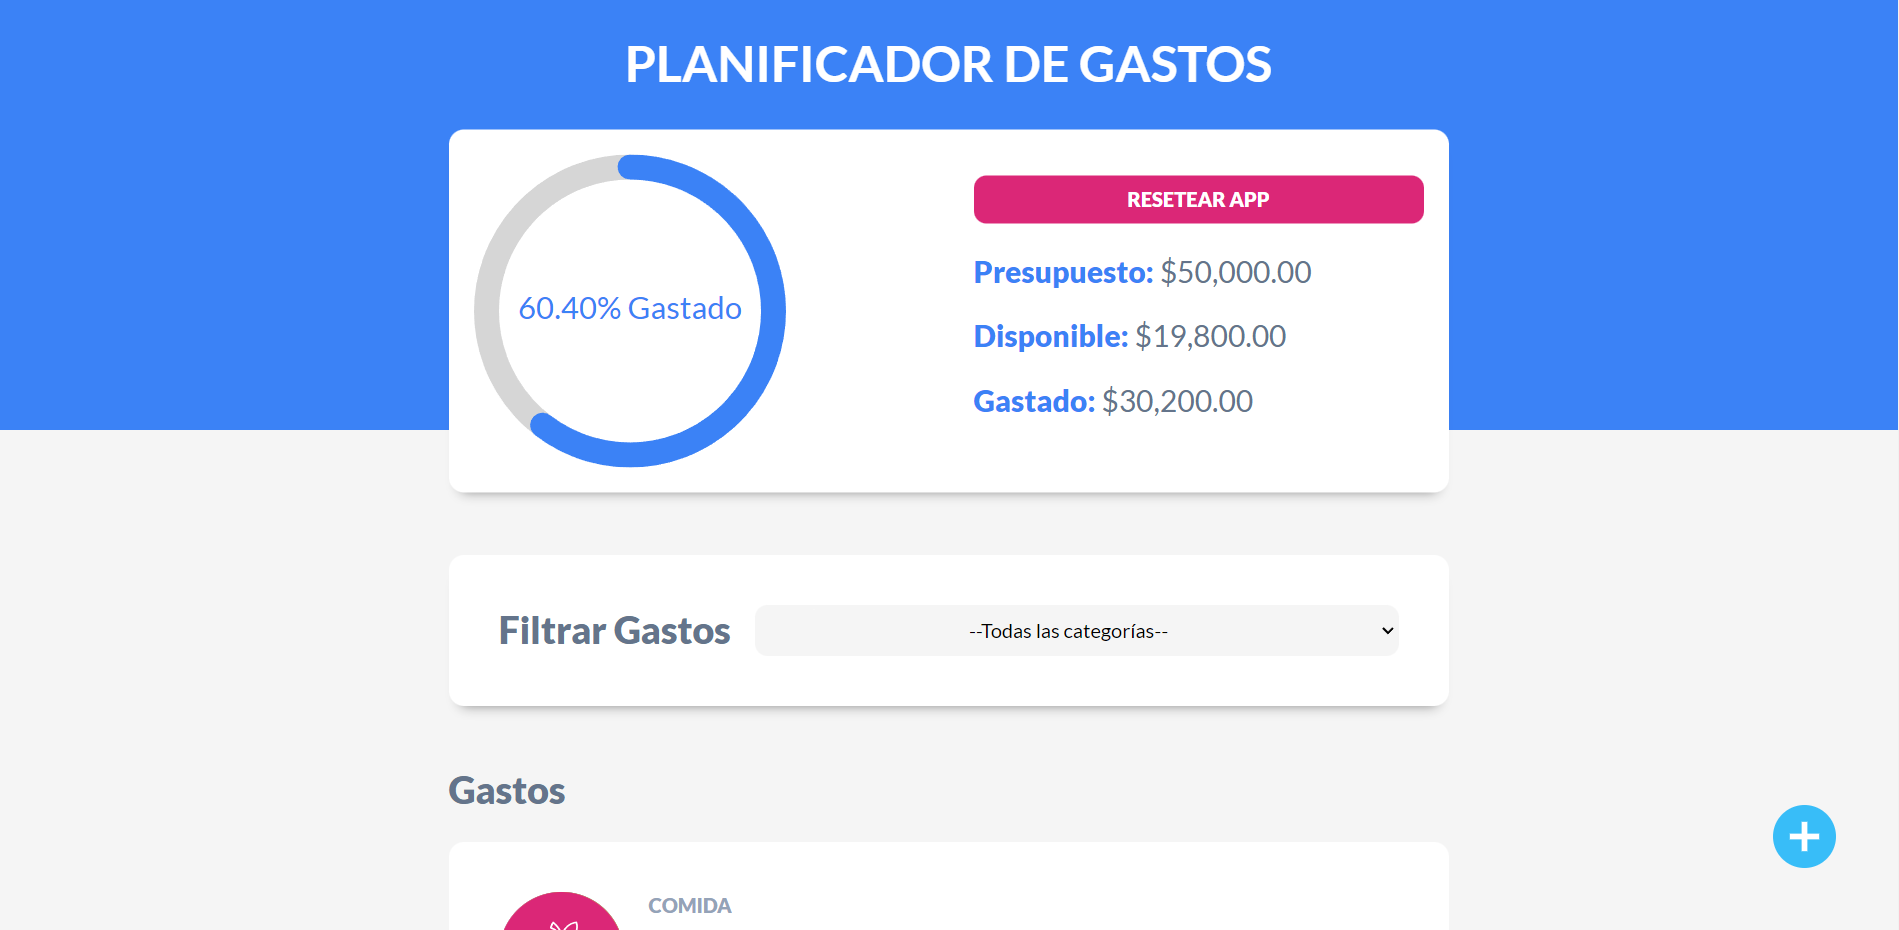 PLANIFICADOR DE GASTOS
60.40% Gastado
RESETEAR APP
Presupuesto: $50,000.00
Disponible: $19,800.00
Gastado: $30,200.00
Filtrar Gastos
--Todas las categorías--
Gastos
COMIDA